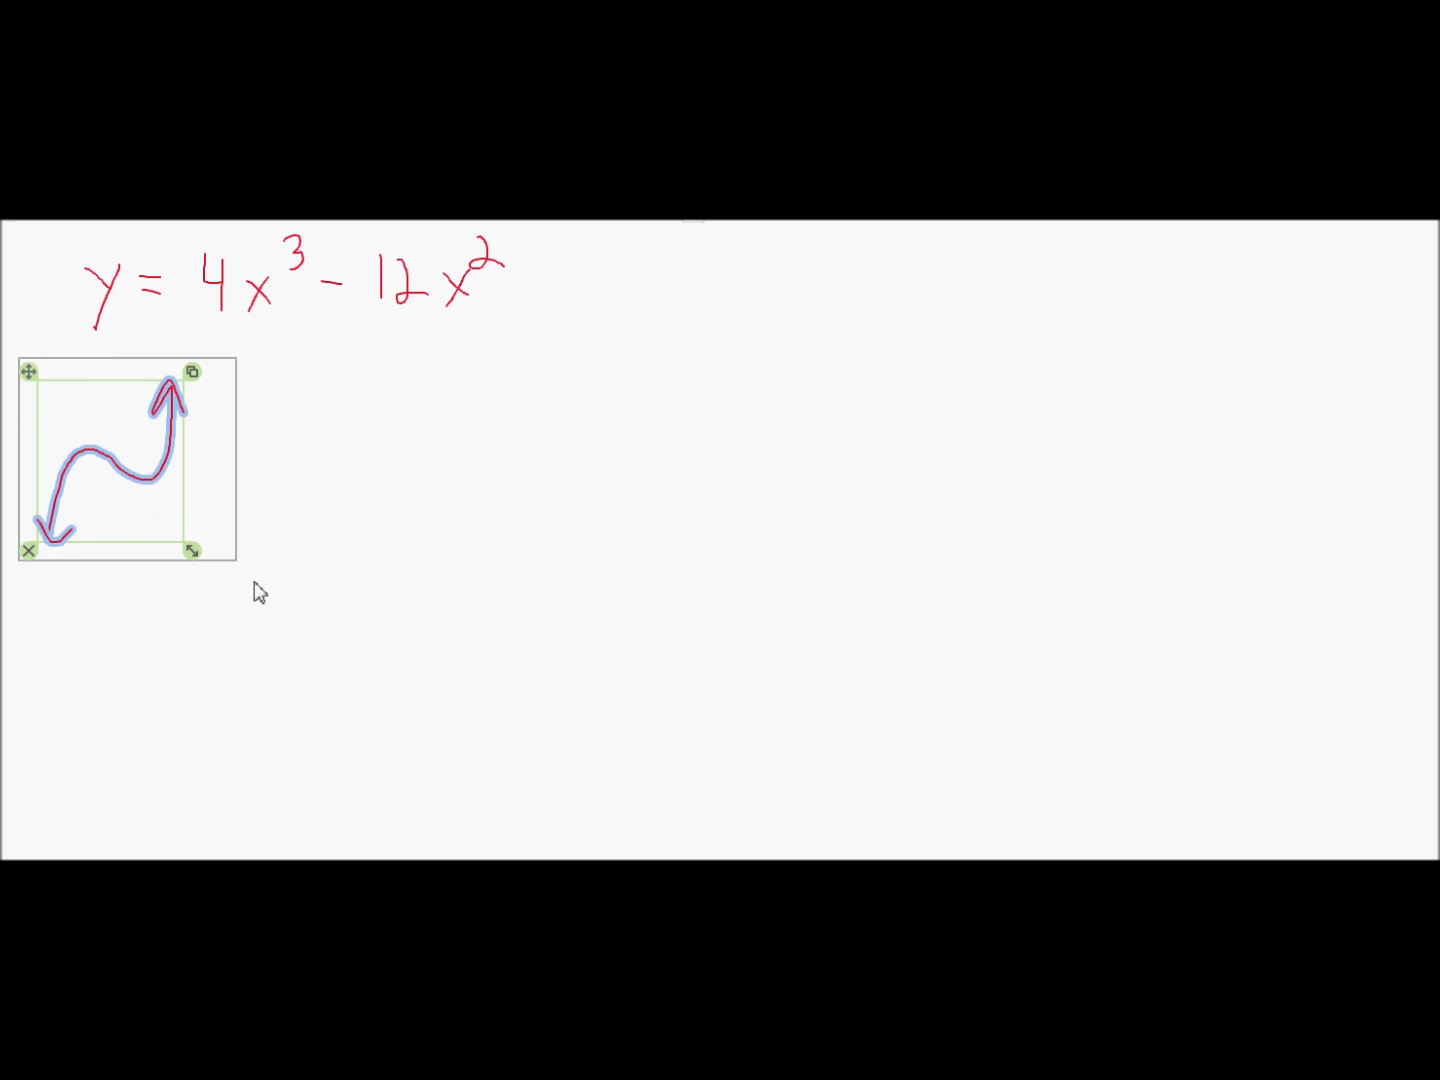 y = 4x³ - 12x²